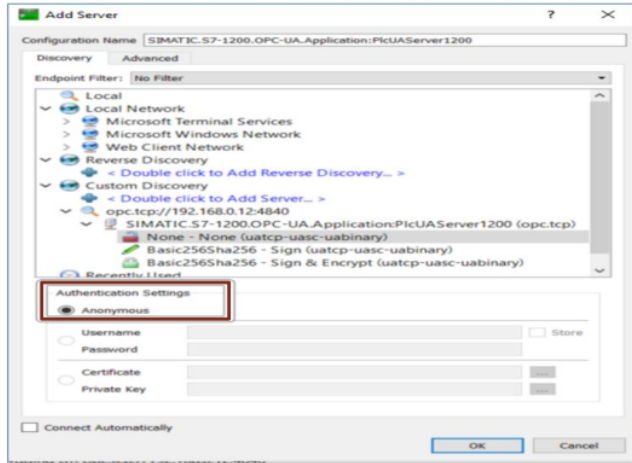 Add Server
? ×
Configuration Name SIMATIC.S7-1200.OPC-UA.Application:PlcUAServer1200
Discovery Advanced
Endpoint Filter: No Filter
Local
Local Network
Microsoft Terminal Services
Microsoft Windows Network
Web Client Network
Reverse Discovery
< Double click to Add Reverse Discovery... >
Custom Discovery
< Double click to Add Server... >
opc.tcp://192.168.0.12:4840
SIMATIC.S7-1200.OPC-UA.Application:PlcUAServer1200 (opc.tcp)
None - None (uatcp-uasc-uabinary)
Basic256Sha256 - Sign (uatcp-uasc-uabinary)
Basic256Sha256 - Sign & Encrypt (uatcp-uasc-uabinary)
Recently Used
Authentication Settings
Anonymous
Username Store
Password
Certificate ...
Private Key ...
Connect Automatically
OK Cancel